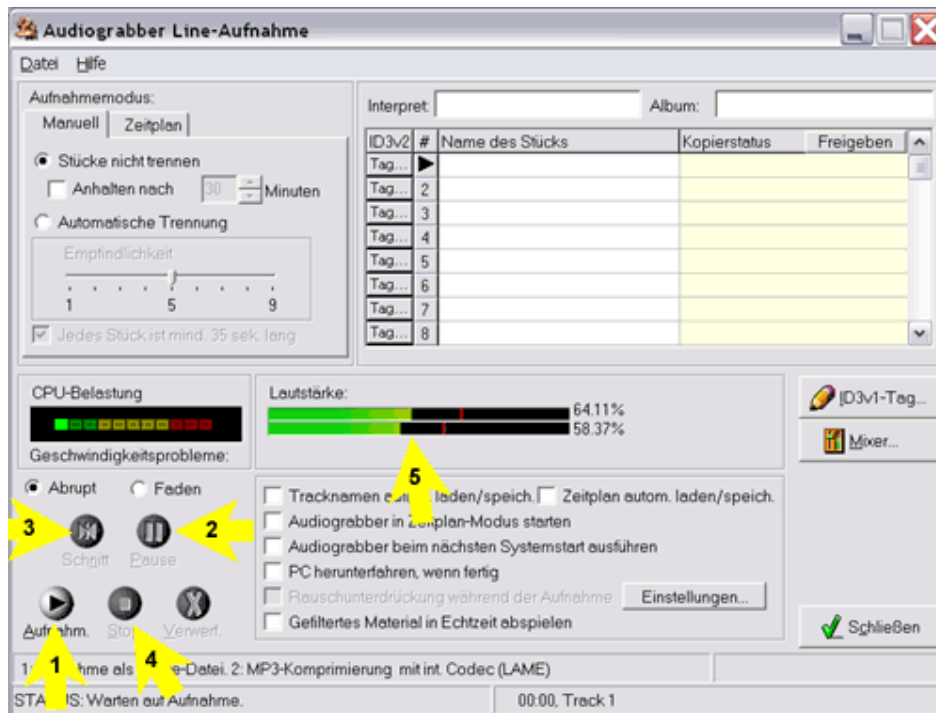 Audiograbber Line-Aufnahme
Datei Hilfe
Aufnahmemodus:
Manuell Zeitplan
Stücke nicht trennen
Anhalten nach 30 Minuten
Automatische Trennung
Empfindlichkeit
1 5 9
Jedes Stück ist mind. 35 sek. lang
Interpret: Album:
ID3v2 # Name des Stücks Kopierstatus Freigeben
Tag...
Tag... 2
Tag... 3
Tag... 4
Tag... 5
Tag... 6
Tag... 7
Tag... 8
CPU-Belastung
Geschwindigkeitsprobleme:
Lautstärke:
64.11%
58.37%
5
ID3v1-Tag...
Mixer...
Abrupt Faden
3 2
Schnitt Pause
Aufnahm. Stop Verwerf.
1 4
Tracknamen laden/speich. Zeitplan autom. laden/speich.
Audiograbber in Zeitplan-Modus starten
Audiograbber beim nächsten Systemstart ausführen
PC herunterfahren, wenn fertig
Rauschunterdrückung während der Aufnahme Einstellungen...
Gefiltertes Material in Echtzeit abspielen
Schließen
1: hme als e-Datei. 2: MP3-Komprimierung mit int. Codec (LAME)
STA US: Warten auf Aufnahme. 00:00, Track 1